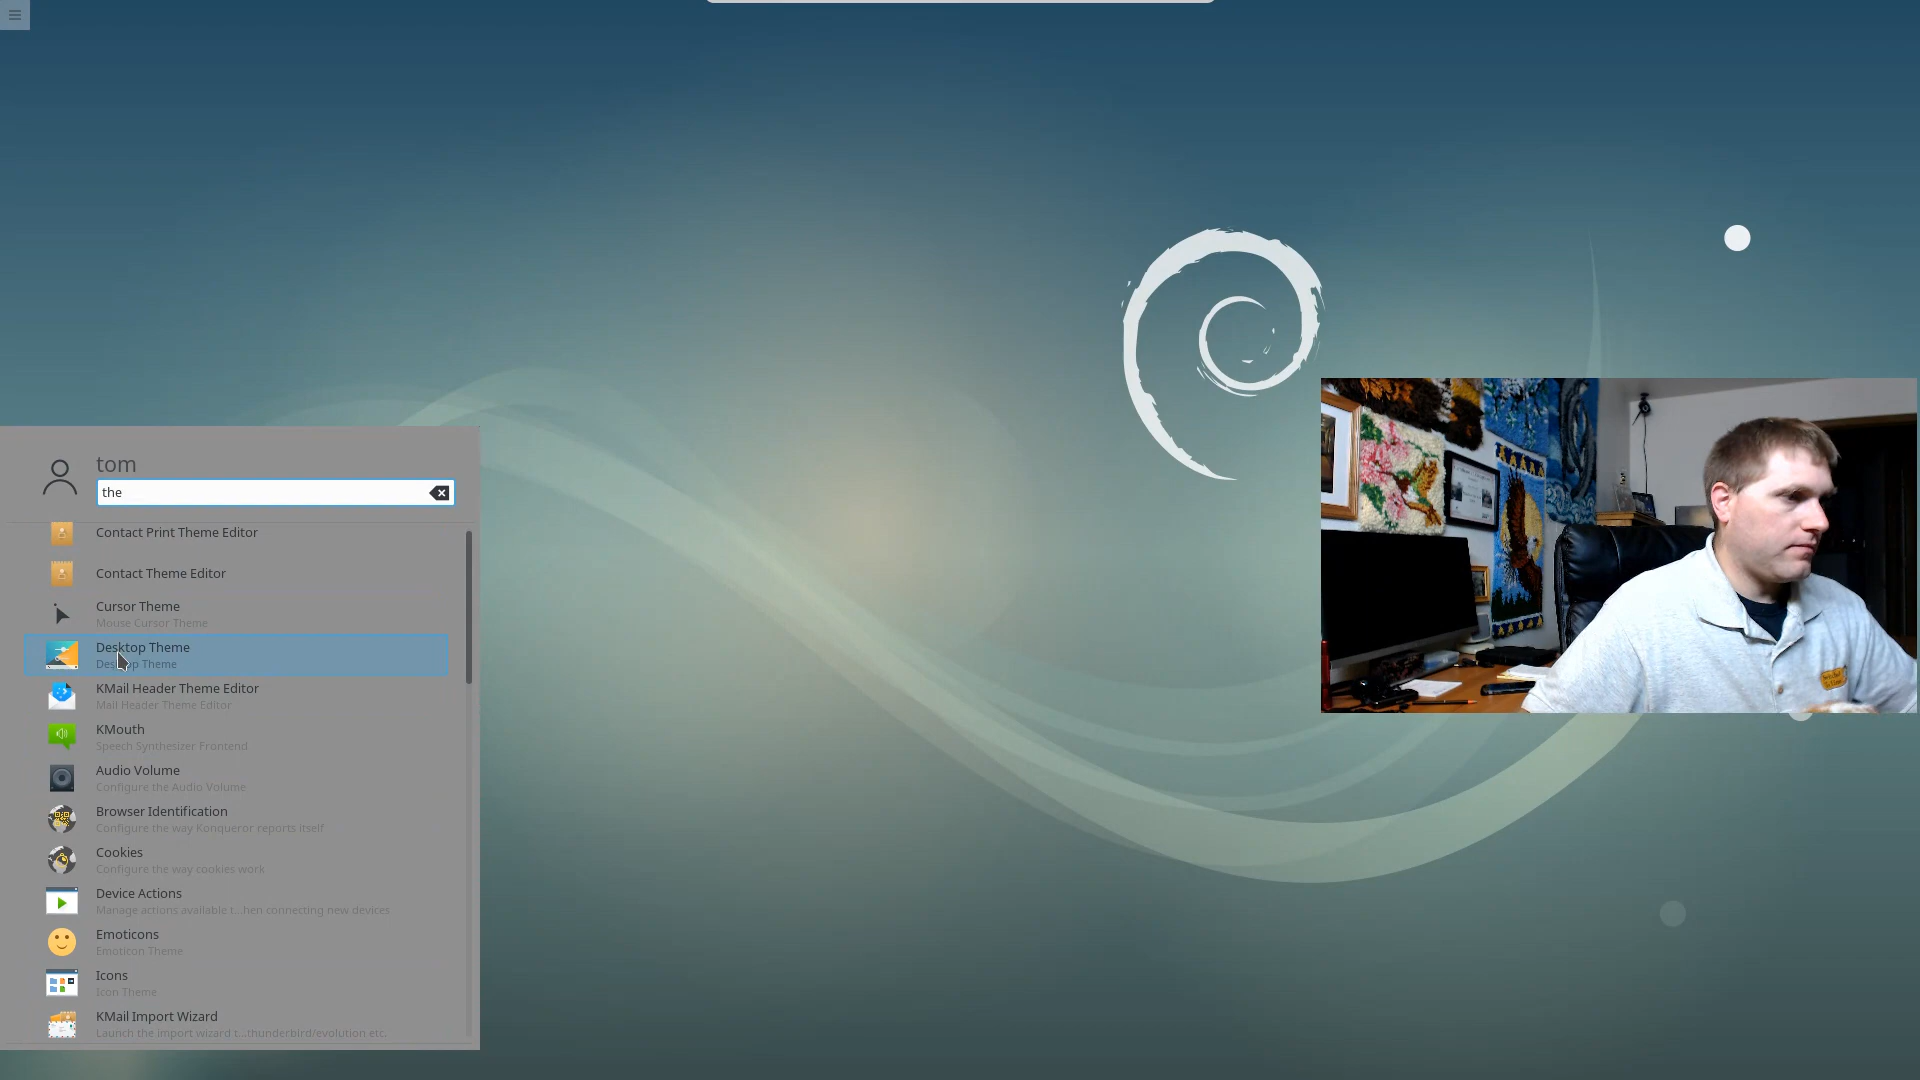 tom
the
Contact Print Theme Editor
Contact Theme Editor
Cursor Theme
Mouse Cursor Theme
Desktop Theme
Desktop Theme
KMail Header Theme Editor
Mail Header Theme Editor
KMouth
Speech Synthesizer Frontend
Audio Volume
Configure the Audio Volume
Browser Identification
Configure the way Konqueror reports itself
Cookies
Configure the way cookies work
Device Actions
Manage actions available t...hen connecting new devices
Emoticons
Emoticon Theme
Icons
Icon Theme
KMail Import Wizard
Launch the import wizard t...thunderbird/evolution etc.